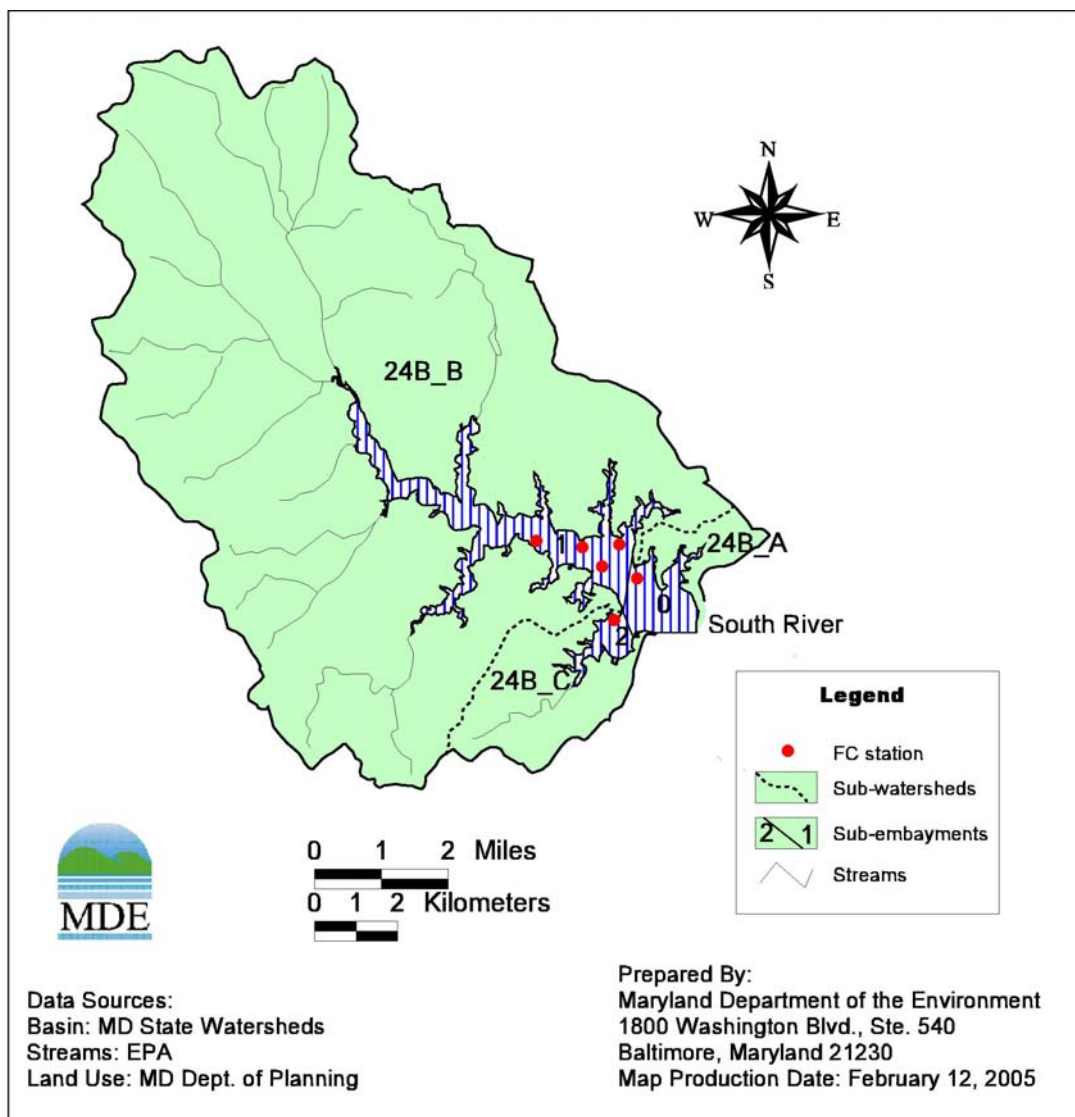 N
W
E
S
24B_B
1
24B_A
0
South River
2
24B_C
Legend
FC station
Sub-watersheds
2 1 Sub-embayments
Streams
0 1 2 Miles
0 1 2 Kilometers
MDE
Data Sources:
Basin: MD State Watersheds
Streams: EPA
Land Use: MD Dept. of Planning
Prepared By:
Maryland Department of the Environment
1800 Washington Blvd., Ste. 540
Baltimore, Maryland 21230
Map Production Date: February 12, 2005